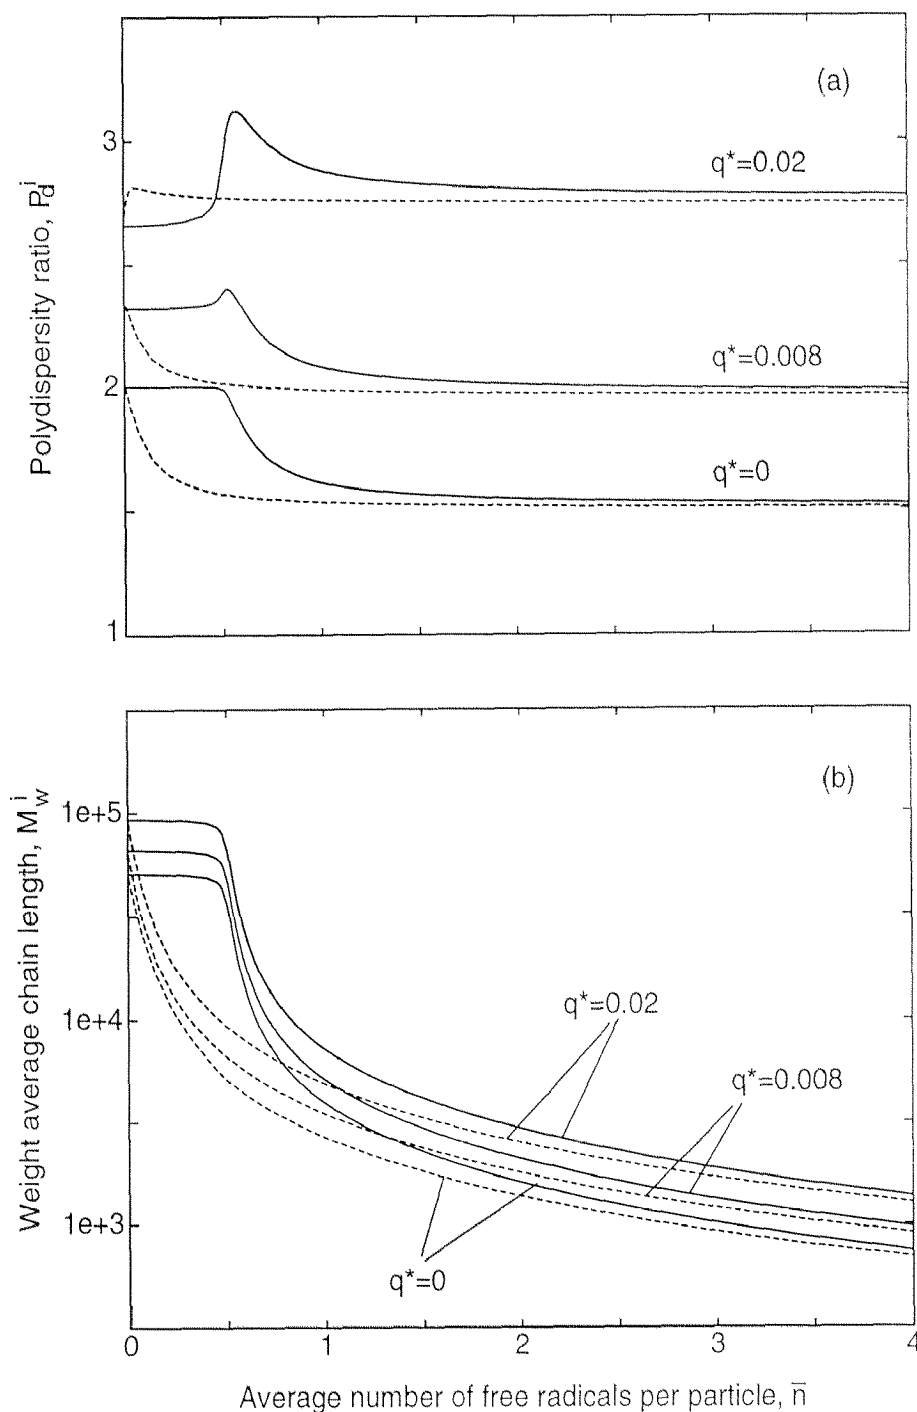 (a)
3
q*=0.02
q*=0.008
2
q*=0
1
Polydispersity ratio, P_d^i
(b)
1e+5
1e+4
q*=0.02
q*=0.008
1e+3
q*=0
Weight average chain length, M_w^i
0 1 2 3 4
Average number of free radicals per particle, n̅